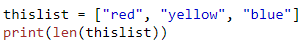 thislist = ["red", "yellow", "blue"]
print(len(thislist))